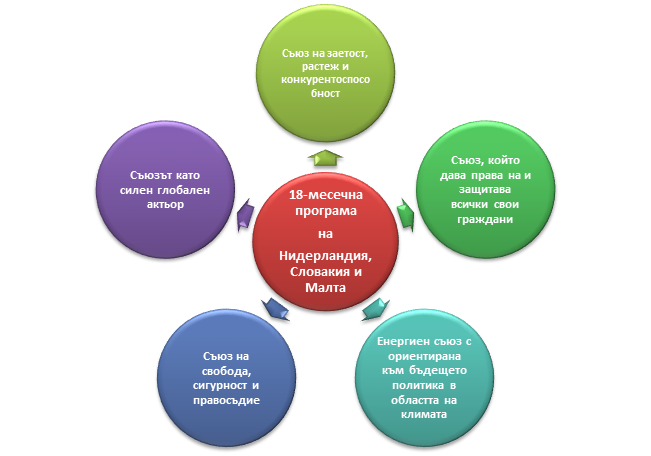 Съюз на заетост,
растеж и
конкурентоспосо
бност
Съюз, който
дава права на и
защитава
всички свои
граждани
Енергиен съюз с
ориентирана
към бъдещето
политика в
областта на
климата
Съюз на
свобода,
сигурност и
правосъдие
Съюзът като
силен глобален
актьор
18-месечна
програма
на
Нидерландия,
Словакия и
Малта